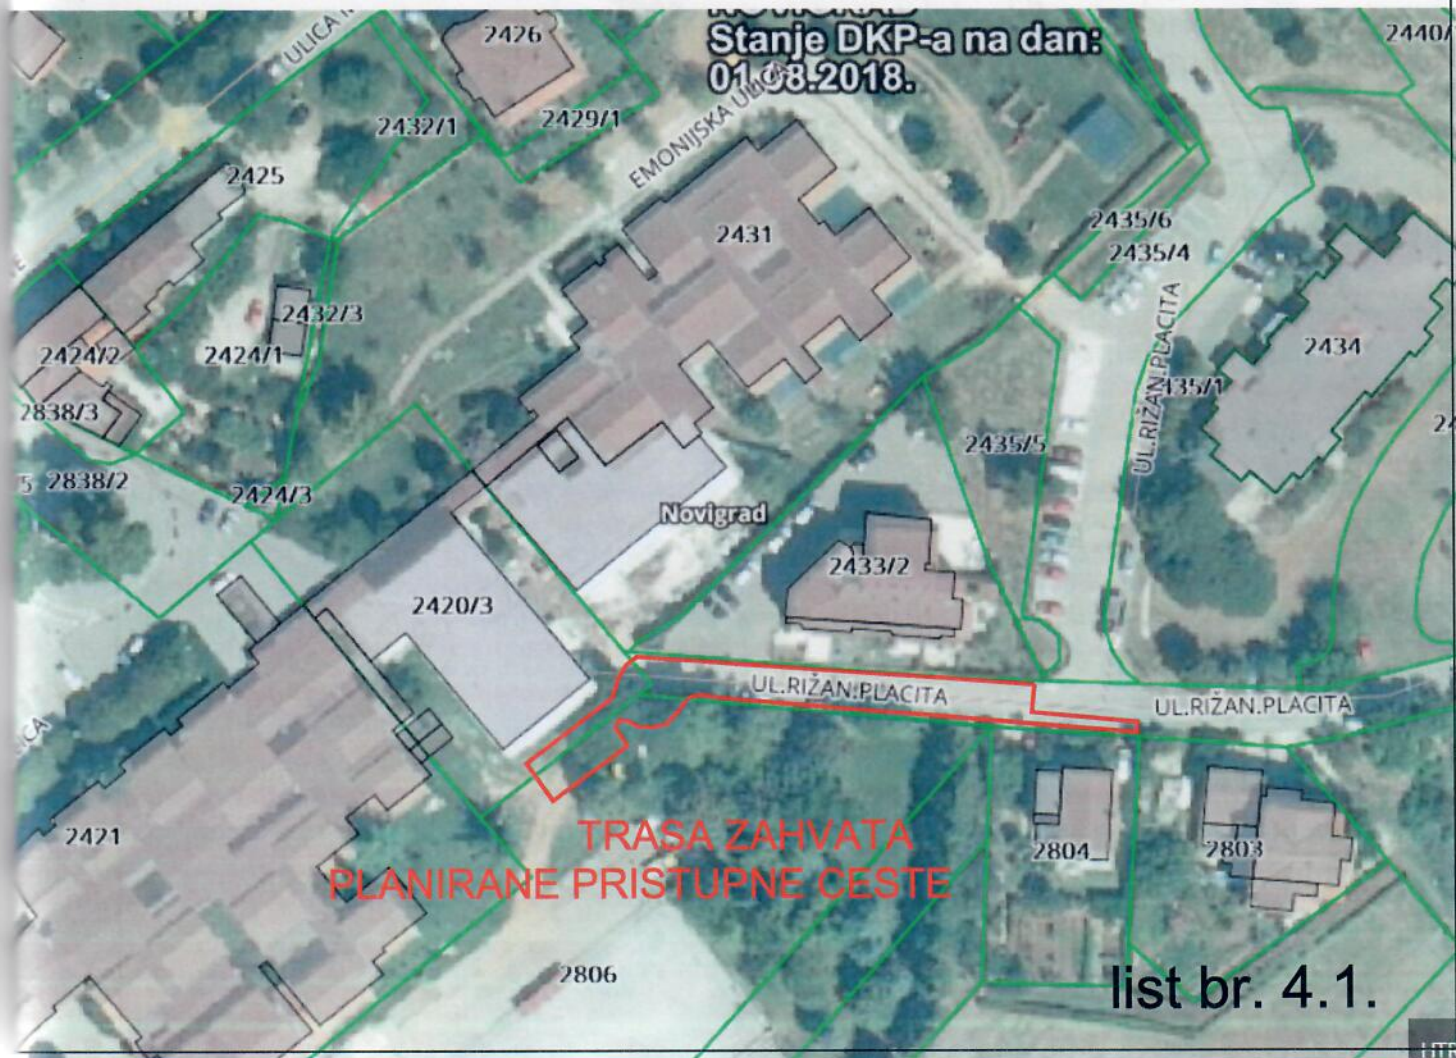 Stanje DKP-a na dan:
01.08.2018.
2440/
2426
2432/1
2429/1
EMONIJSKA ULICA
ULICA
2425
2431
2435/6
2435/4
2432/3
2424/2
2424/1
2434
2838/3
UL.RIŽAN.PLACITA
435/1
2435/5
2838/2
2424/3
Novigrad
2433/2
2420/3
UL.RIŽAN.PLACITA
UL.RIŽAN.PLACITA
2421
TRASA ZAHVATA
PLANIRANE PRISTUPNE CESTE
2804
2803
2806
list br. 4.1.